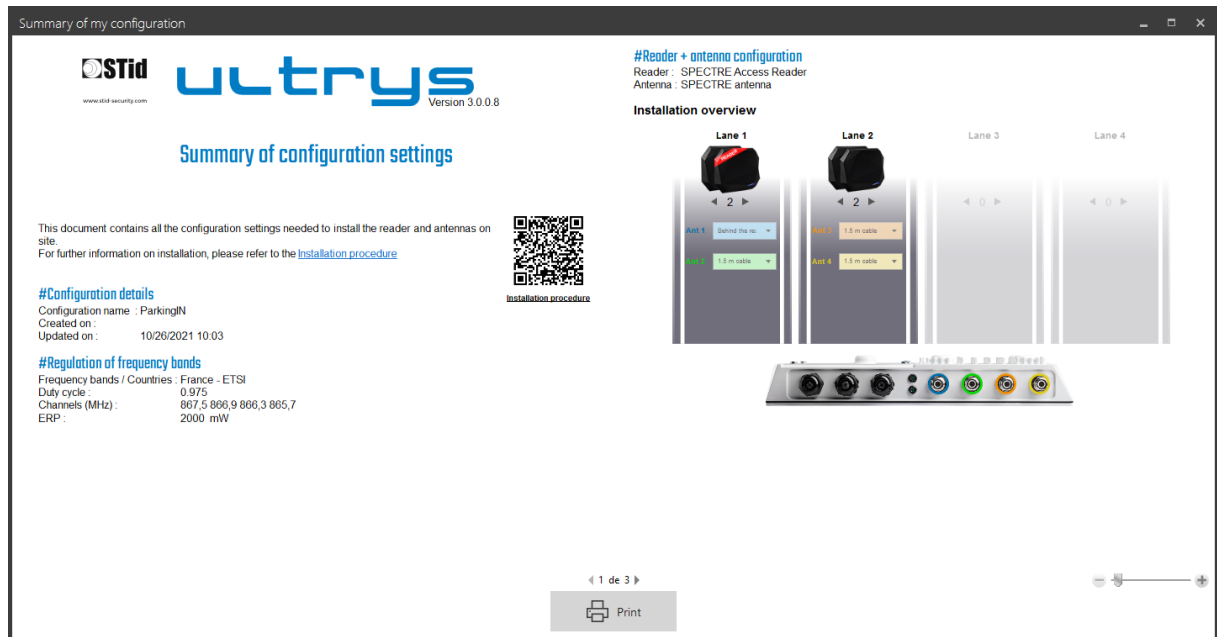 Summary of my configuration
STid
www.stid-security.com
ultrys
Version 3.0.0.8
Summary of configuration settings
This document contains all the configuration settings needed to install the reader and antennas on
site.
For further information on installation, please refer to the Installation procedure
Installation procedure
#Configuration details
Configuration name : ParkingIN
Created on :
Updated on : 10/26/2021 10:03
#Regulation of frequency bands
Frequency bands / Countries : France - ETSI
Duty cycle : 0.975
Channels (MHz) : 867,5 866,9 866,3 865,7
ERP : 2000 mW
#Reader + antenna configuration
Reader : SPECTRE Access Reader
Antenna : SPECTRE antenna
Installation overview
Lane 1 Lane 2 Lane 3 Lane 4
READER
2 2 0 0
Ant 1 Behind the re: 1.5 m cable
1.5 m cable Ant 4 1.5 m cable
1 de 3
Print